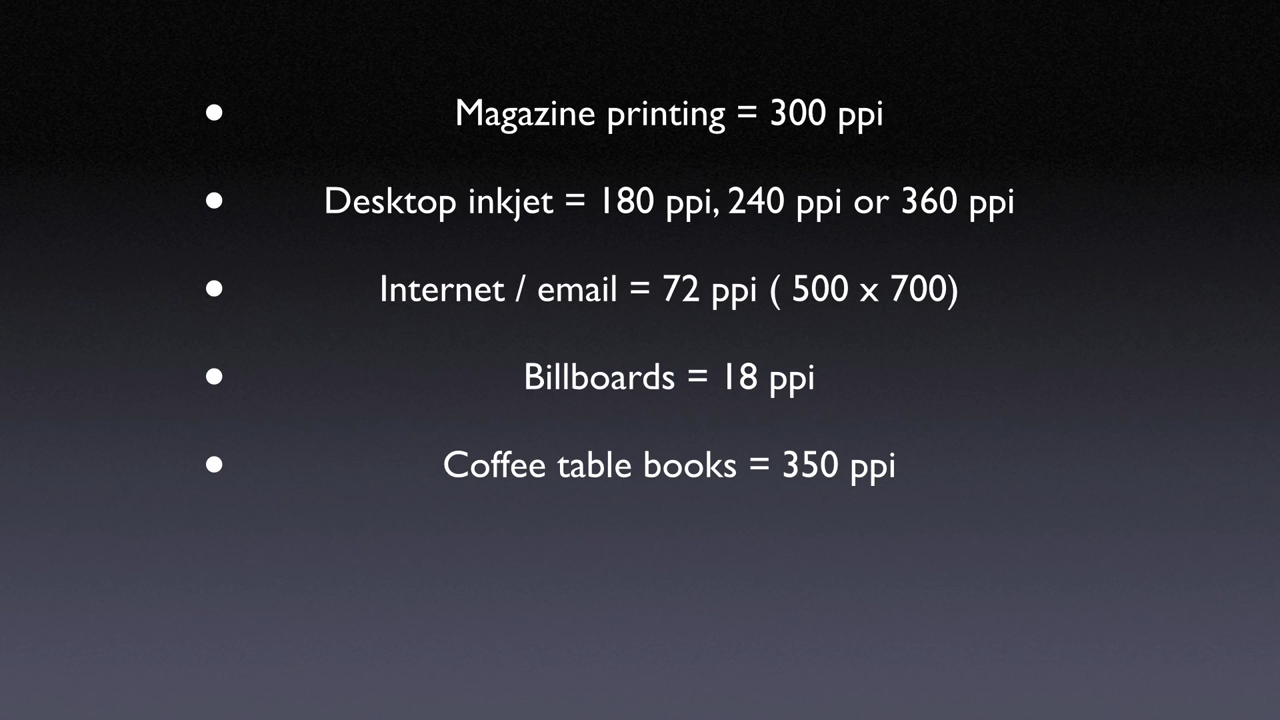 • Magazine printing = 300 ppi
• Desktop inkjet = 180 ppi, 240 ppi or 360 ppi
• Internet / email = 72 ppi ( 500 x 700)
• Billboards = 18 ppi
• Coffee table books = 350 ppi